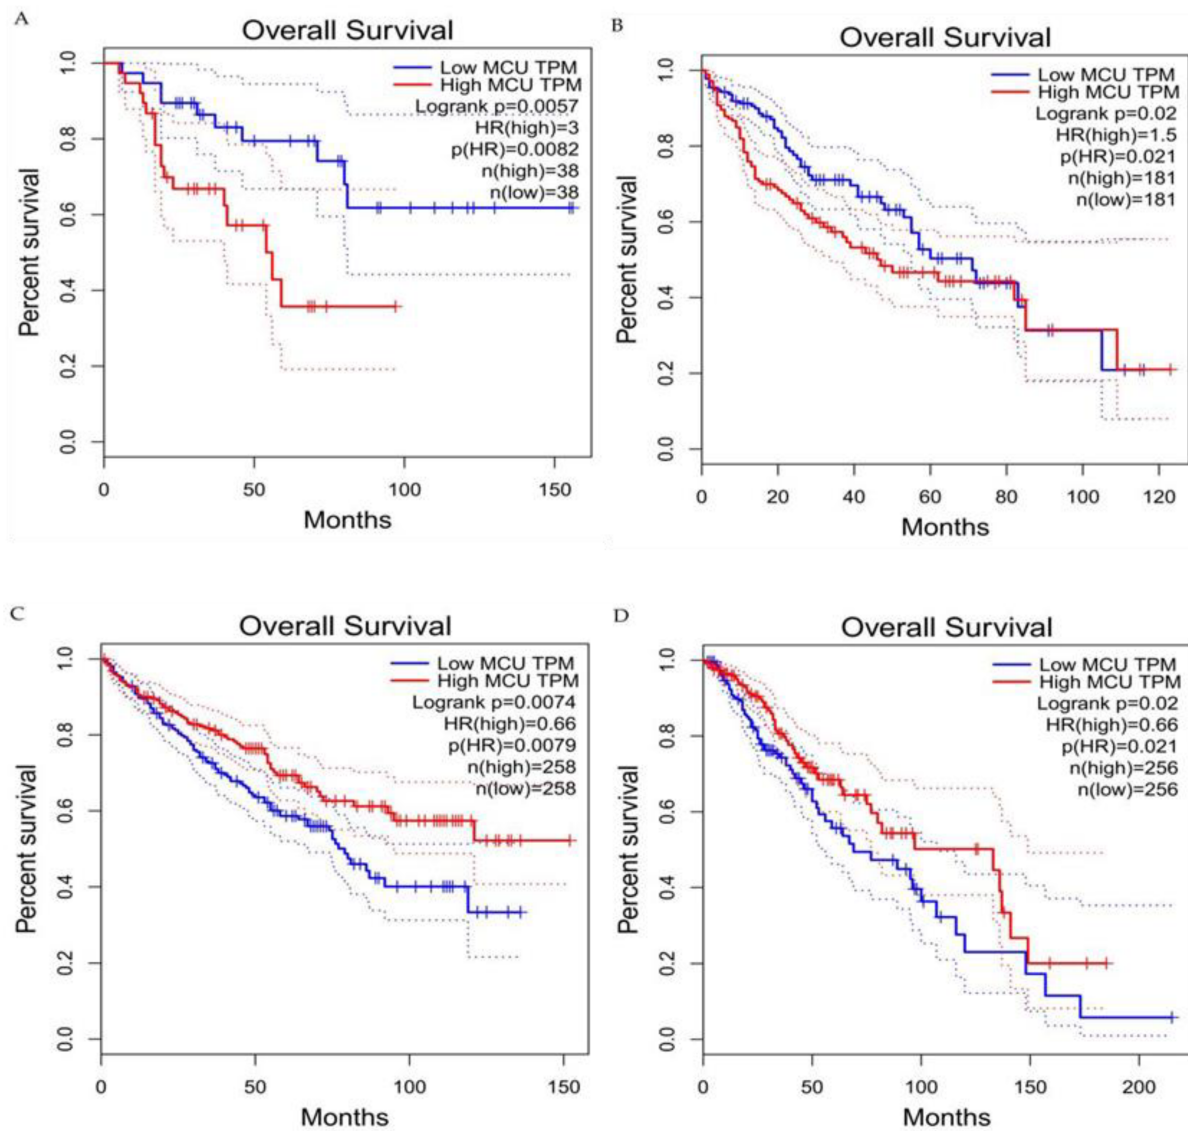 A
Overall Survival
Low MCU TPM
High MCU TPM
Logrank p=0.0057
HR(high)=3
p(HR)=0.0082
n(high)=38
n(low)=38
Percent survival
1.0
0.8
0.6
0.4
0.2
0.0
0
50
100
150
Months
B
Overall Survival
Low MCU TPM
High MCU TPM
Logrank p=0.02
HR(high)=1.5
p(HR)=0.021
n(high)=181
n(low)=181
Percent survival
1.0
0.8
0.6
0.4
0.2
0.0
0
20
40
60
80
100
120
Months
C
Overall Survival
Low MCU TPM
High MCU TPM
Logrank p=0.0074
HR(high)=0.66
p(HR)=0.0079
n(high)=258
n(low)=258
Percent survival
1.0
0.8
0.6
0.4
0.2
0.0
0
50
100
150
Months
D
Overall Survival
Low MCU TPM
High MCU TPM
Logrank p=0.02
HR(high)=0.66
p(HR)=0.021
n(high)=256
n(low)=256
Percent survival
1.0
0.8
0.6
0.4
0.2
0.0
0
50
100
150
200
Months